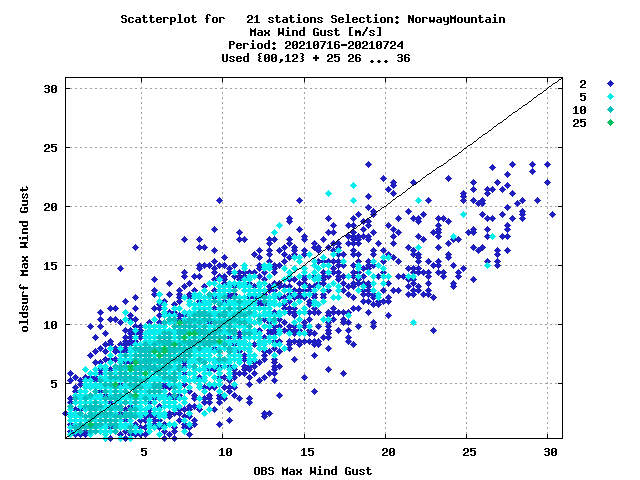 Scatterplot for 21 stations Selection: NorwayMountain
Max Wind Gust [m/s]
Period: 20210716-20210724
Used {00,12} + 25 26 ... 36
2
5
10
25
30
25
20
15
10
5
oldsurf Max Wind Gust
5 10 15 20 25 30
OBS Max Wind Gust